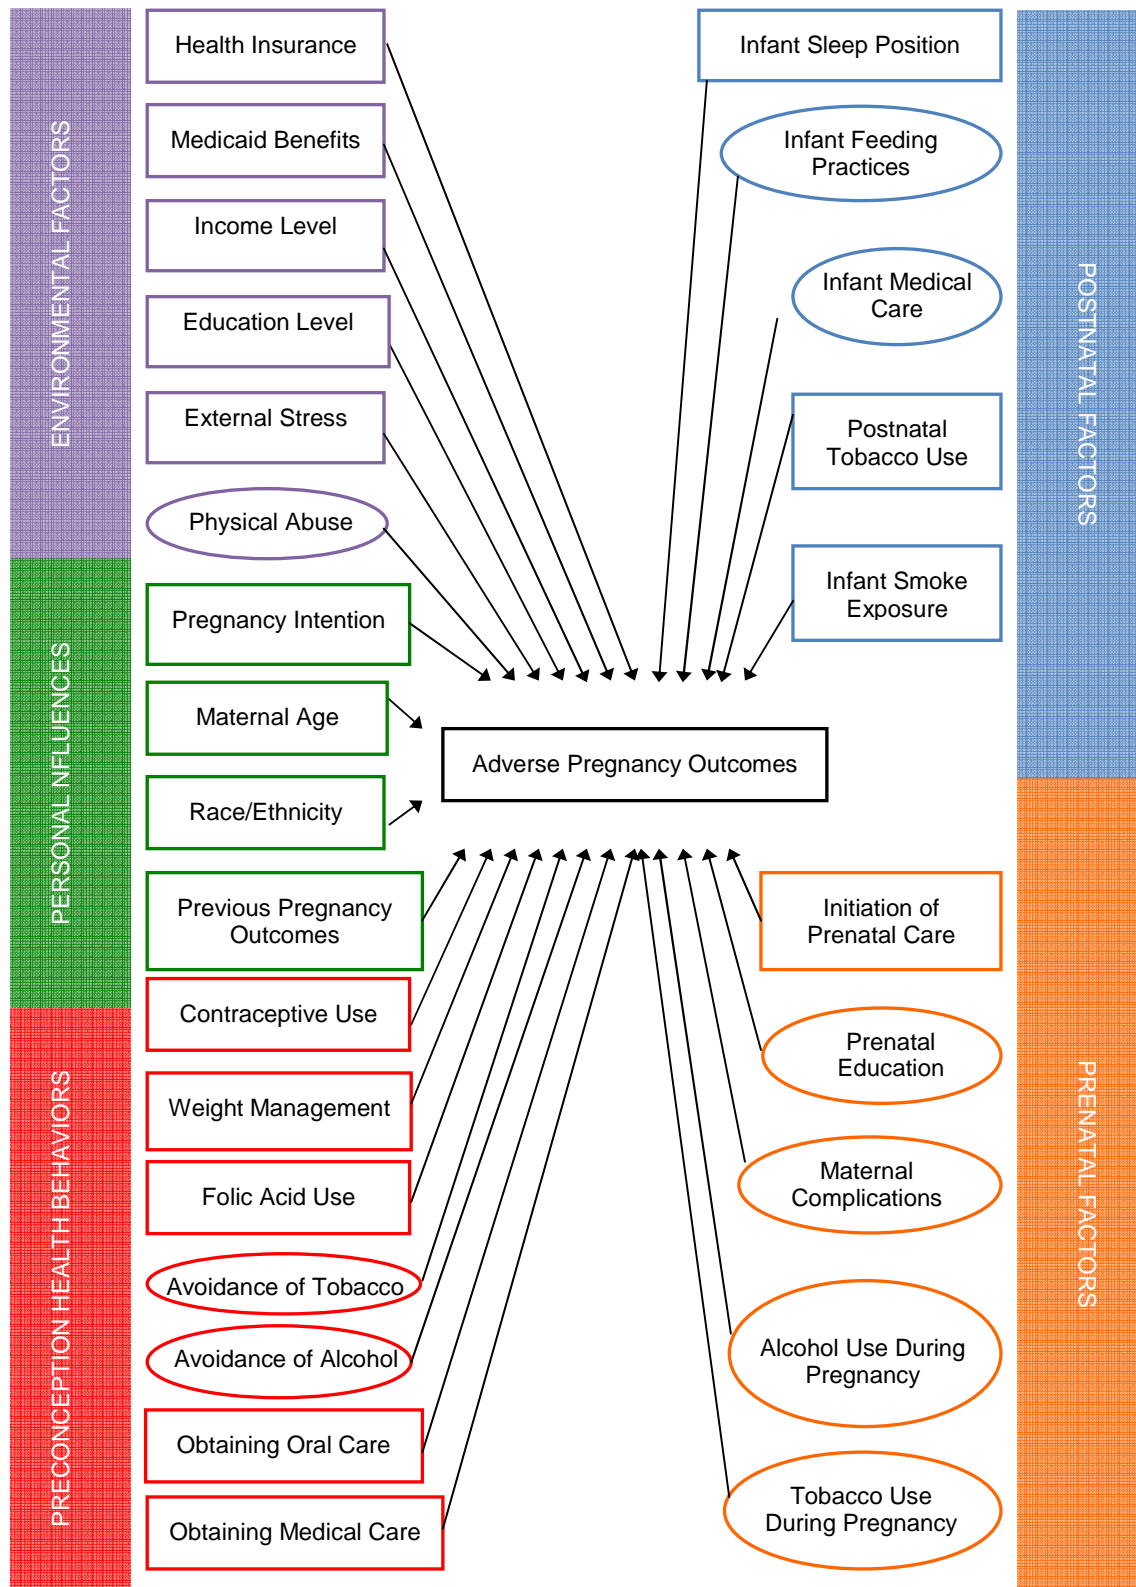 ENVIRONMENTAL FACTORS
Health Insurance
Medicaid Benefits
Income Level
Education Level
External Stress
Physical Abuse
PERSONAL NFLUENCES
Pregnancy Intention
Maternal Age
Race/Ethnicity
Previous Pregnancy
Outcomes
PRECONCEPTION HEALTH BEHAVIORS
Contraceptive Use
Weight Management
Folic Acid Use
Avoidance of Tobacco
Avoidance of Alcohol
Obtaining Oral Care
Obtaining Medical Care
Adverse Pregnancy Outcomes
POSTNATAL FACTORS
Infant Sleep Position
Infant Feeding
Practices
Infant Medical
Care
Postnatal
Tobacco Use
Infant Smoke
Exposure
PRENATAL FACTORS
Initiation of
Prenatal Care
Prenatal
Education
Maternal
Complications
Alcohol Use During
Pregnancy
Tobacco Use
During Pregnancy